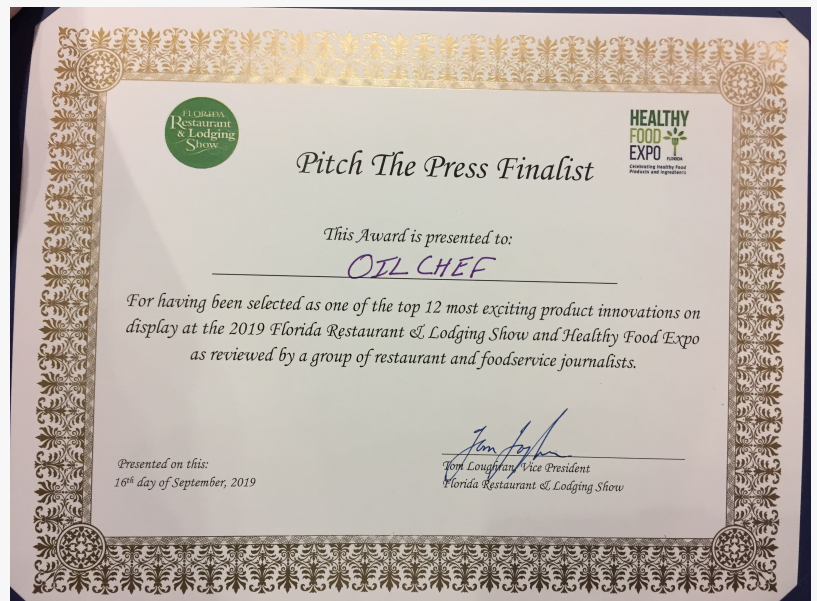 FLORIDA
Restaurant
& Lodging
Show
HEALTHY
FOOD
EXPO
FLORIDA
Celebrating Healthy Food
Products and Ingredients
Pitch The Press Finalist
This Award is presented to:
OIL CHEF
For having been selected as one of the top 12 most exciting product innovations on
display at the 2019 Florida Restaurant & Lodging Show and Healthy Food Expo
as reviewed by a group of restaurant and foodservice journalists.
Presented on this:
16th day of September, 2019
Tom Loughran, Vice President
Florida Restaurant & Lodging Show